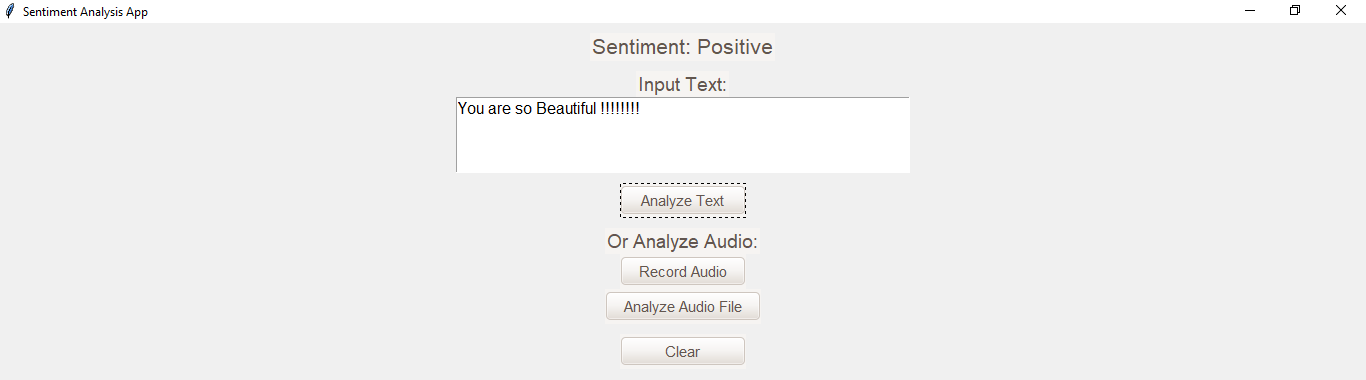 Sentiment Analysis App
Sentiment: Positive
Input Text:
You are so Beautiful !!!!!!!!
Analyze Text
Or Analyze Audio:
Record Audio
Analyze Audio File
Clear